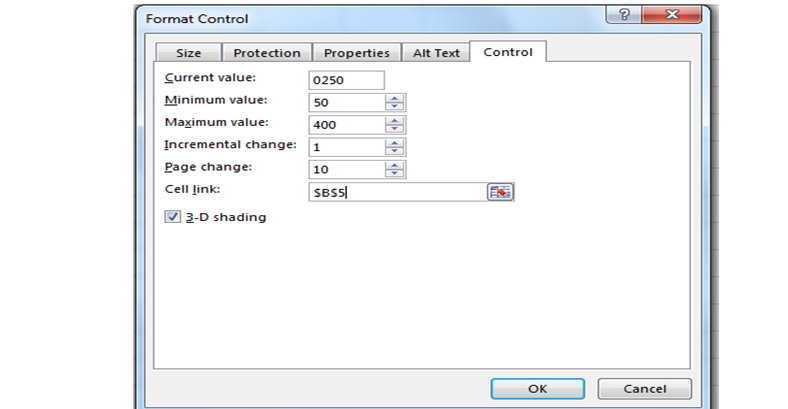 Format Control
Size Protection Properties Alt Text Control
Current value: 0250
Minimum value: 50
Maximum value: 400
Incremental change: 1
Page change: 10
Cell link: $B$5
3-D shading
OK Cancel